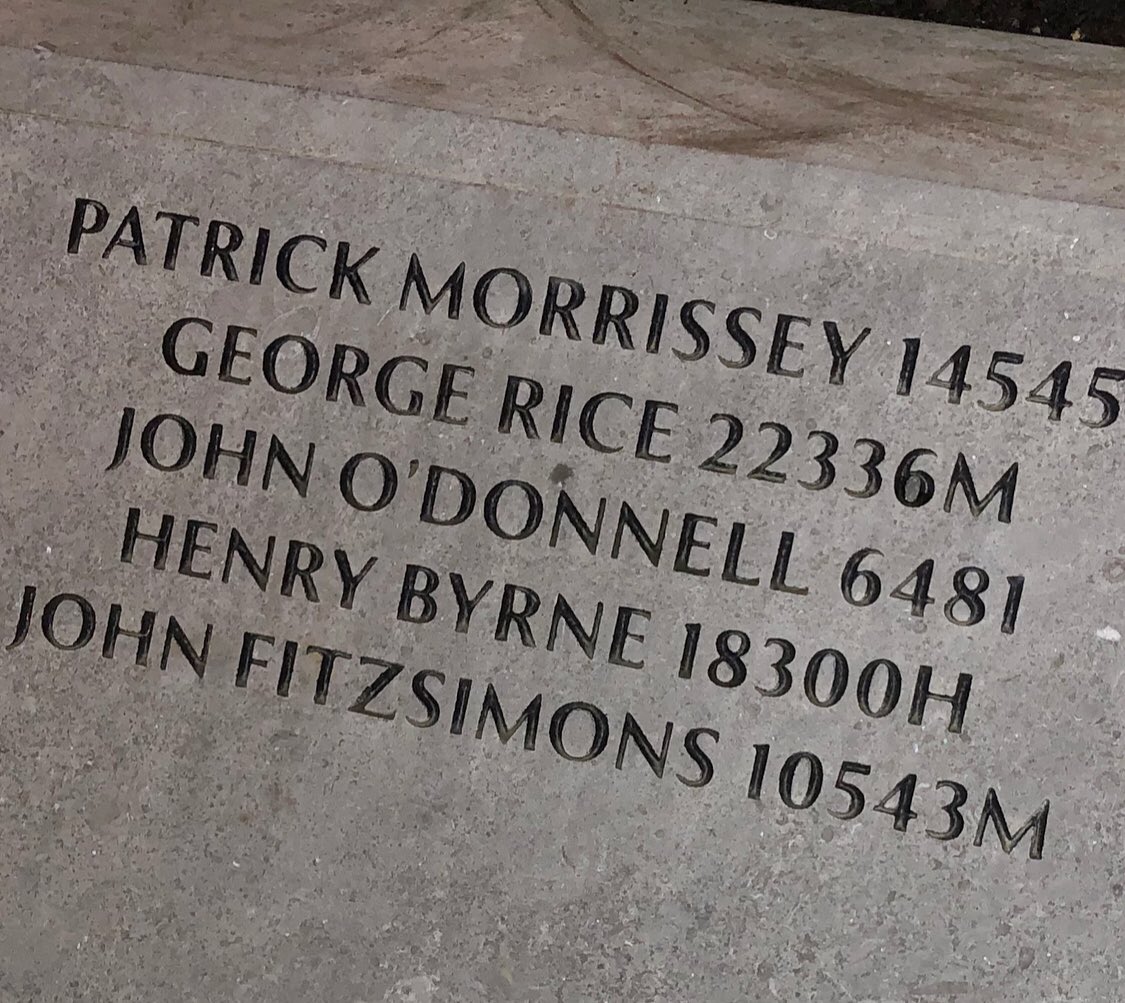 PATRICK MORRISSEY 14545
GEORGE RICE 22336M
JOHN O'DONNELL 6481
HENRY BYRNE 18300H
JOHN FITZSIMONS 10543M